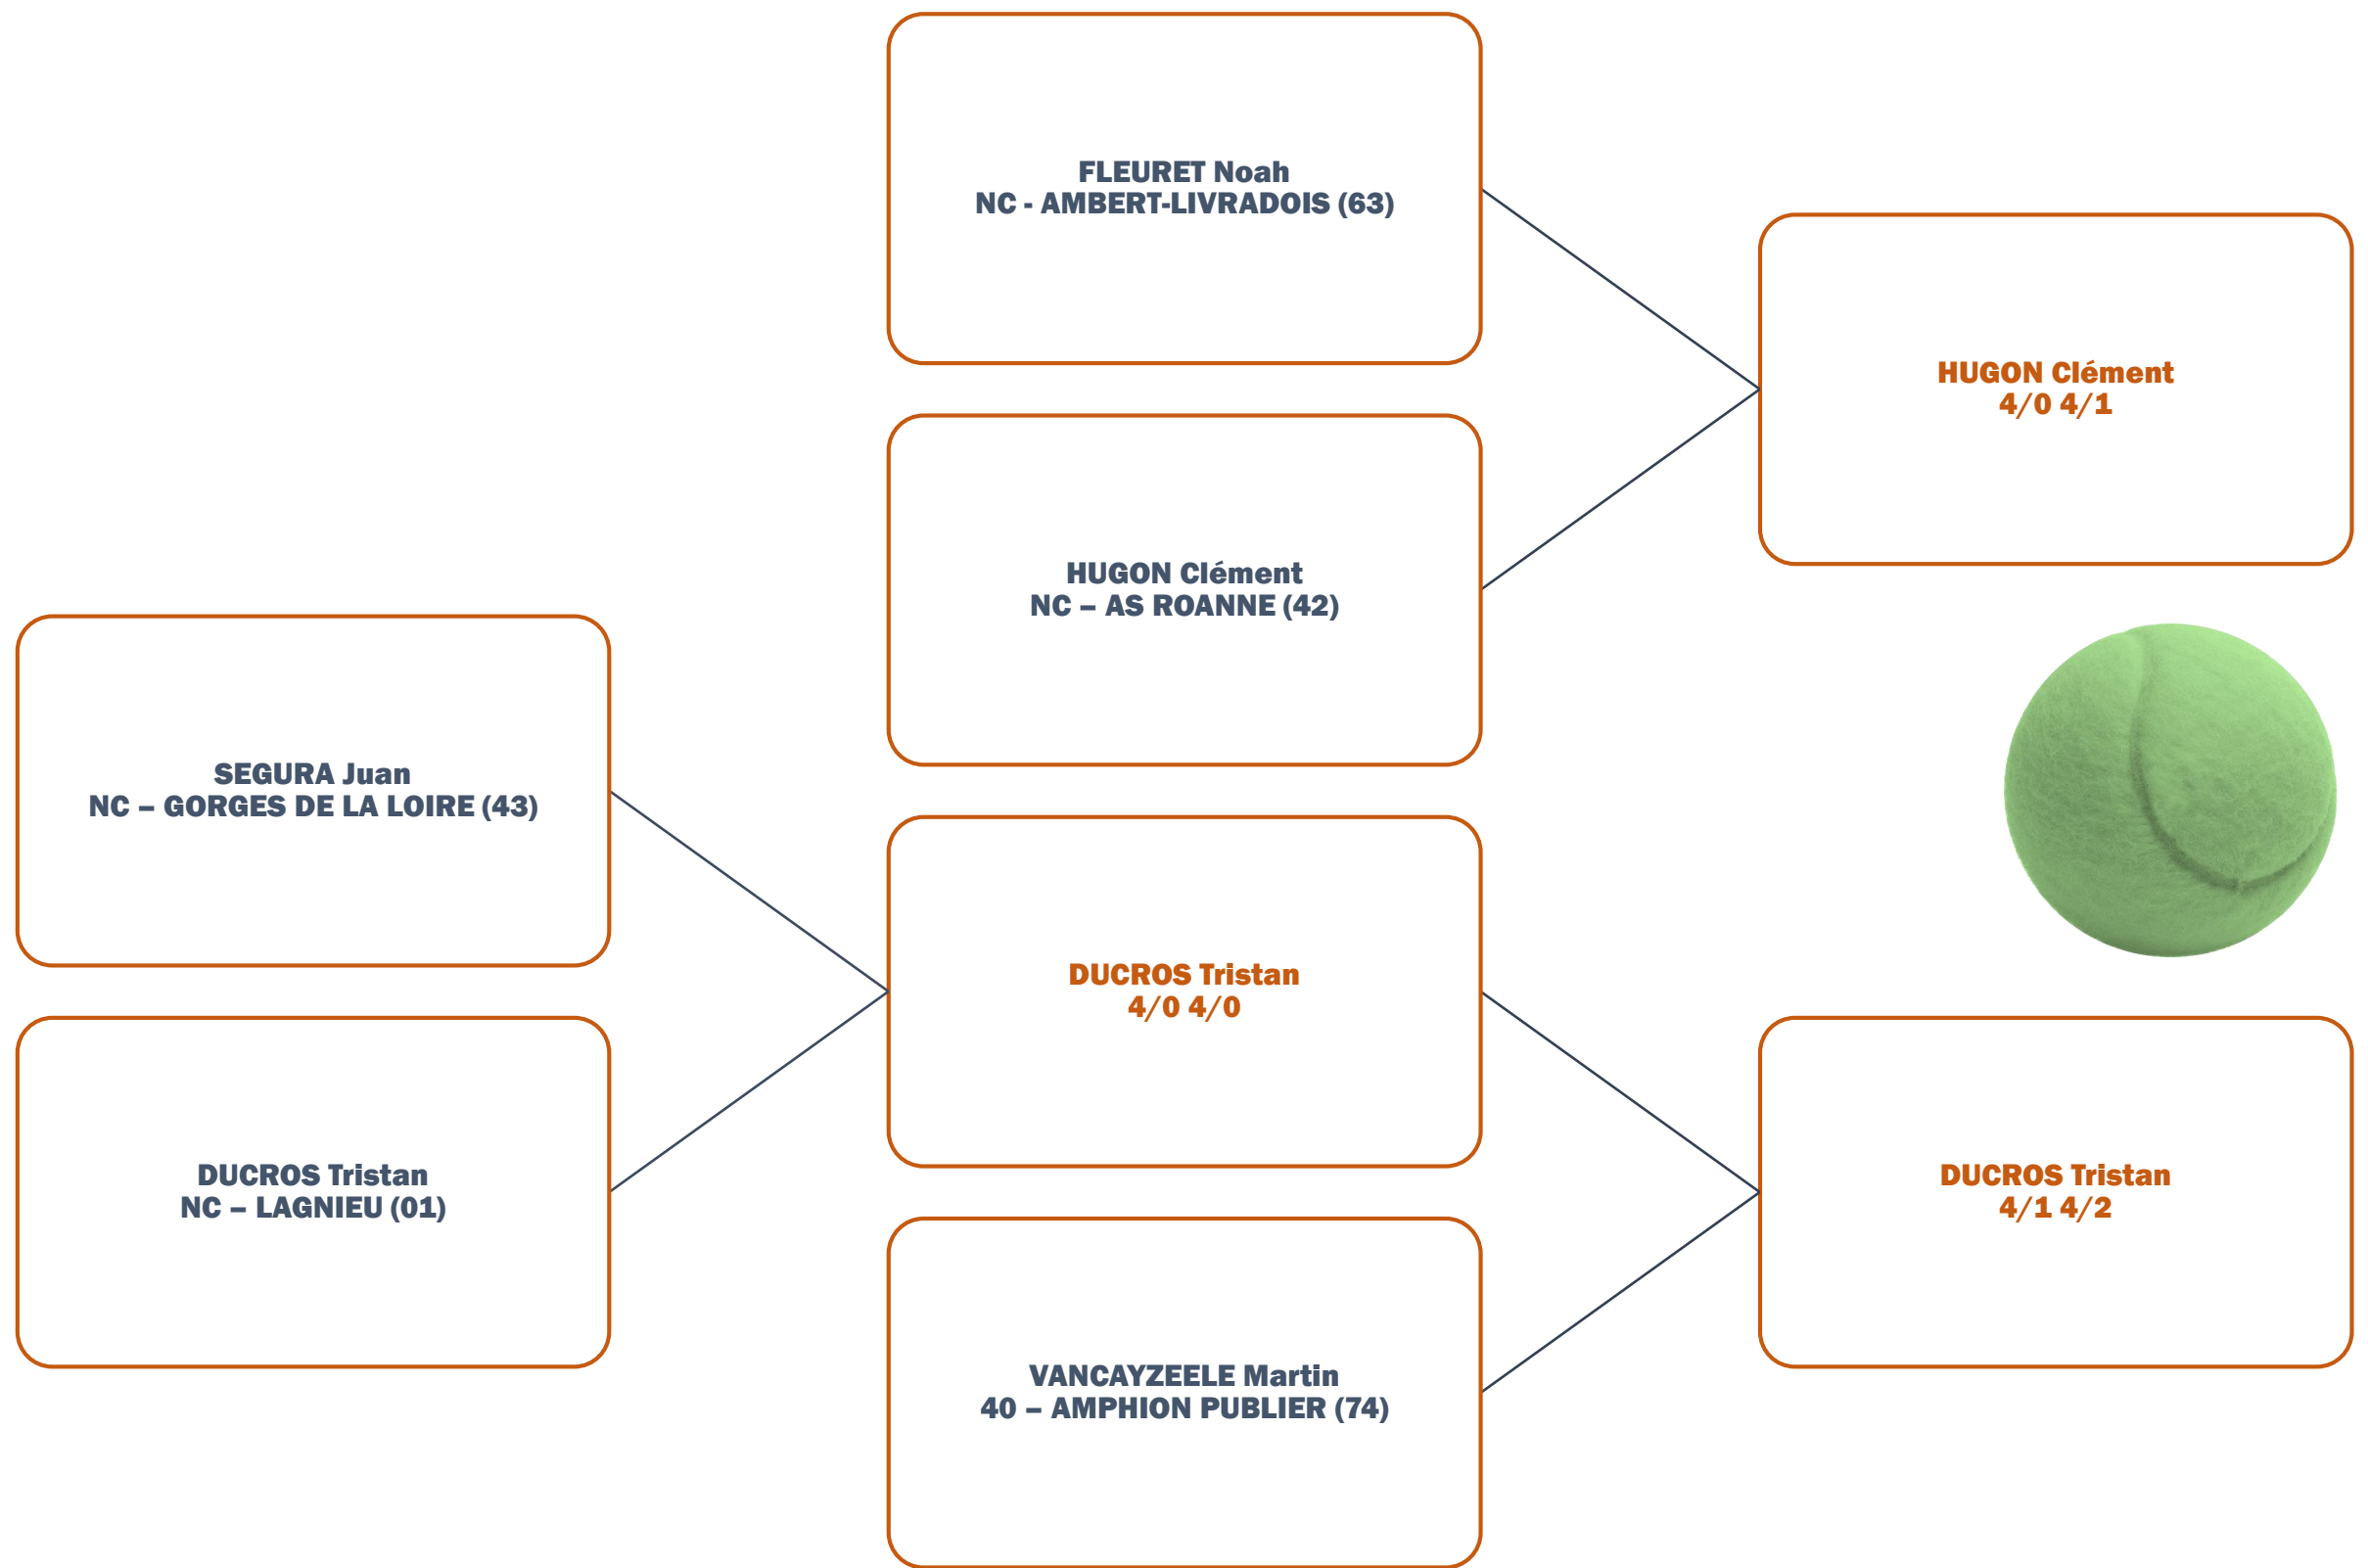 FLEURET Noah
NC - AMBERT-LIVRADOIS (63)
HUGON Clément
4/0 4/1
HUGON Clément
NC – AS ROANNE (42)
SEGURA Juan
NC – GORGES DE LA LOIRE (43)
DUCROS Tristan
4/0 4/0
DUCROS Tristan
NC – LAGNIEU (01)
DUCROS Tristan
4/1 4/2
VANCAYZEELE Martin
40 – AMPHION PUBLIER (74)